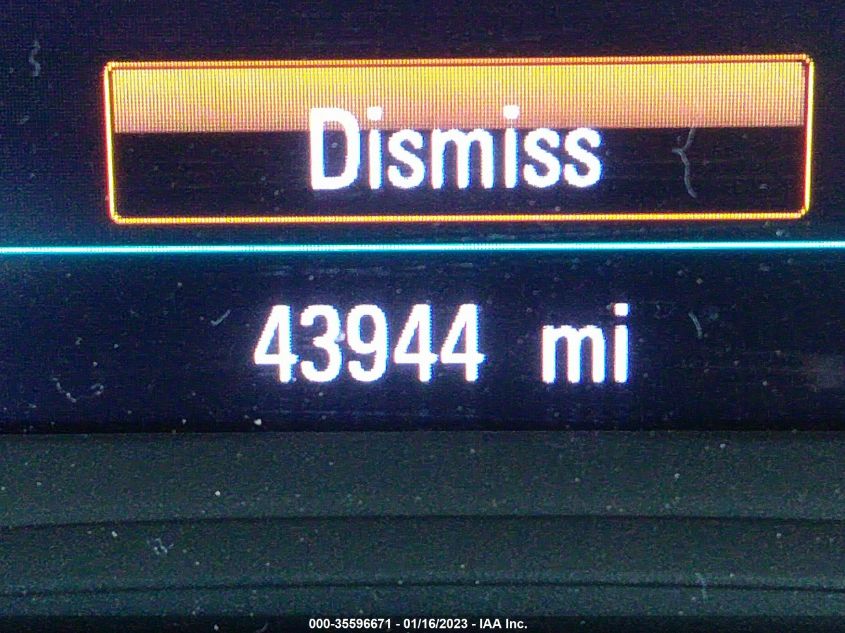 Dismiss
43944 mi
000-35596671 - 01/16/2023 - IAA Inc.